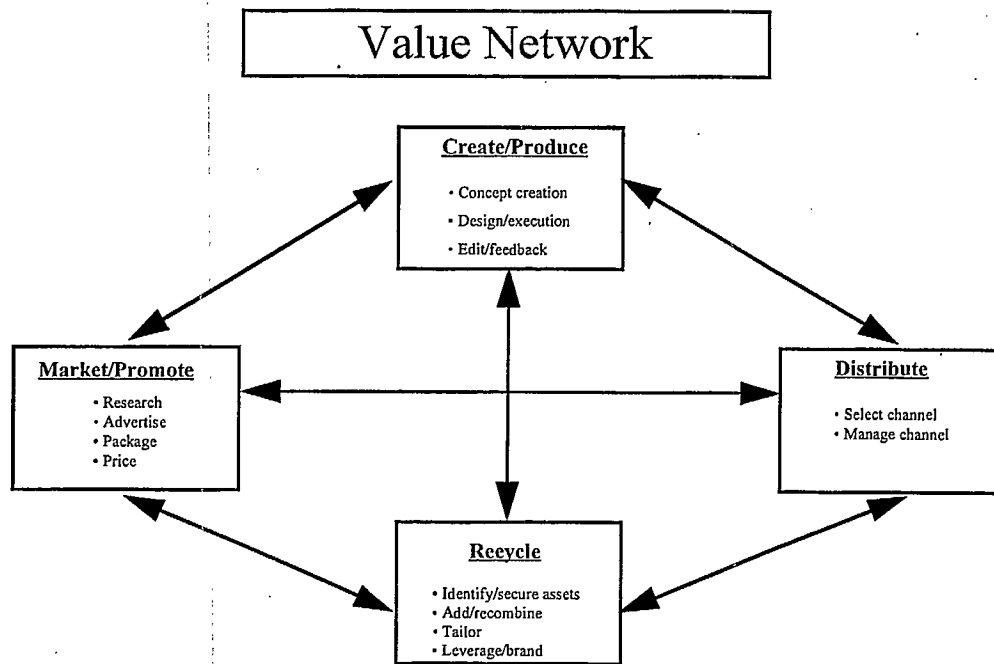 Value Network
Create/Produce
• Concept creation
• Design/execution
• Edit/feedback
Market/Promote
• Research
• Advertise
• Package
• Price
Distribute
• Select channel
• Manage channel
Recycle
• Identify/secure assets
• Add/recombine
• Tailor
• Leverage/brand